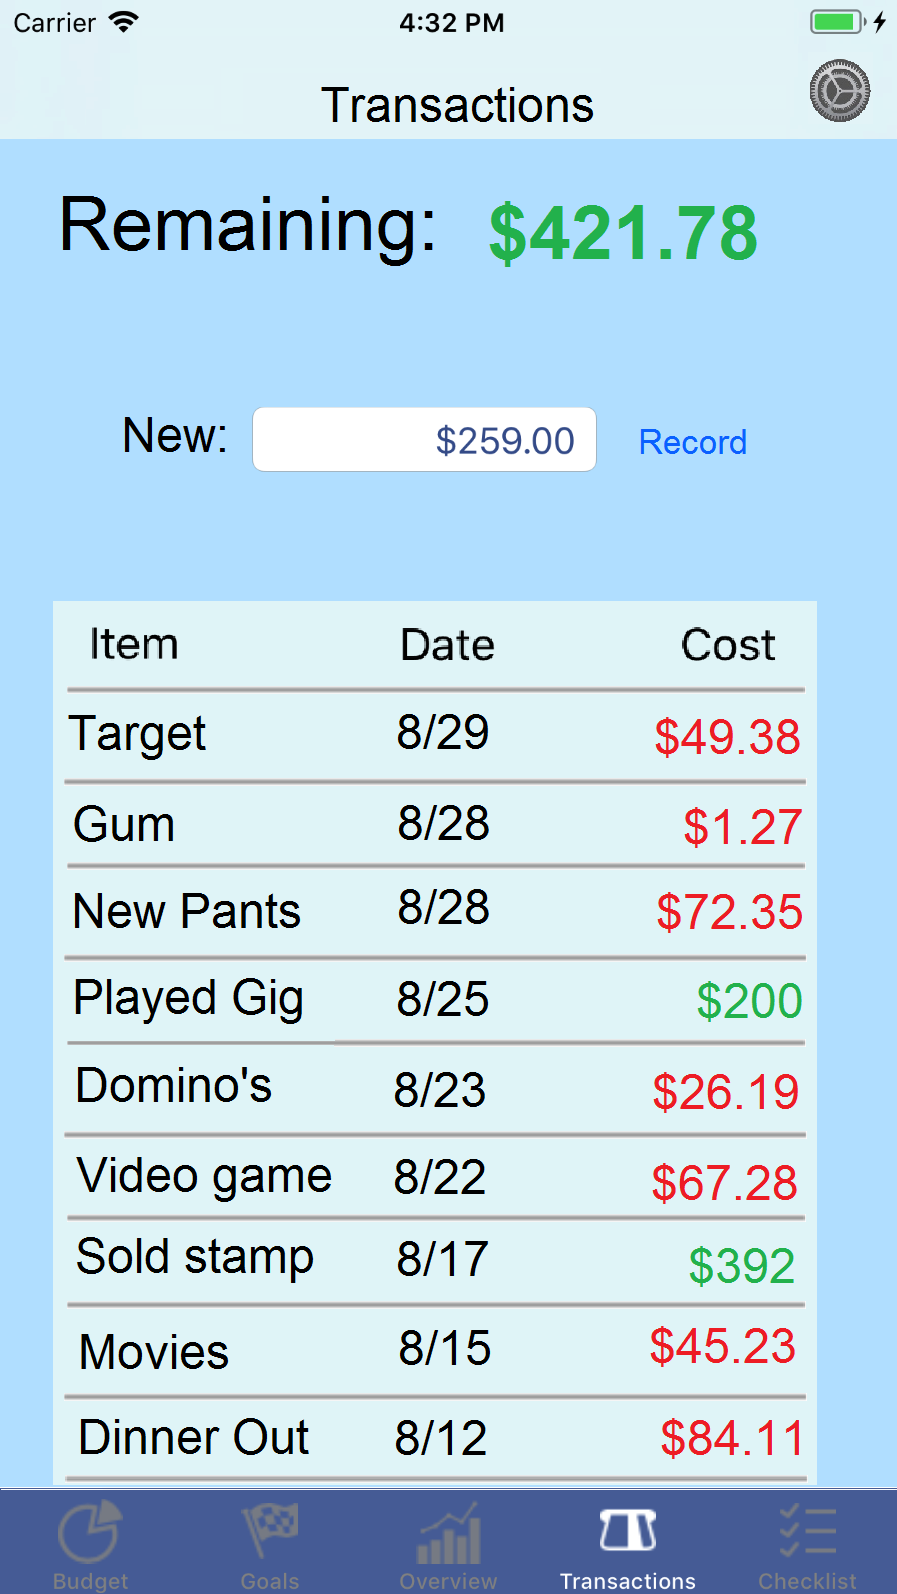 Carrier 4:32 PM
Transactions
Remaining: $421.78
New: $259.00 Record
Item Date Cost
Target 8/29 $49.38
Gum 8/28 $1.27
New Pants 8/28 $72.35
Played Gig 8/25 $200
Domino's 8/23 $26.19
Video game 8/22 $67.28
Sold stamp 8/17 $392
Movies 8/15 $45.23
Dinner Out 8/12 $84.11
Budget Goals Overview Transactions Checklist